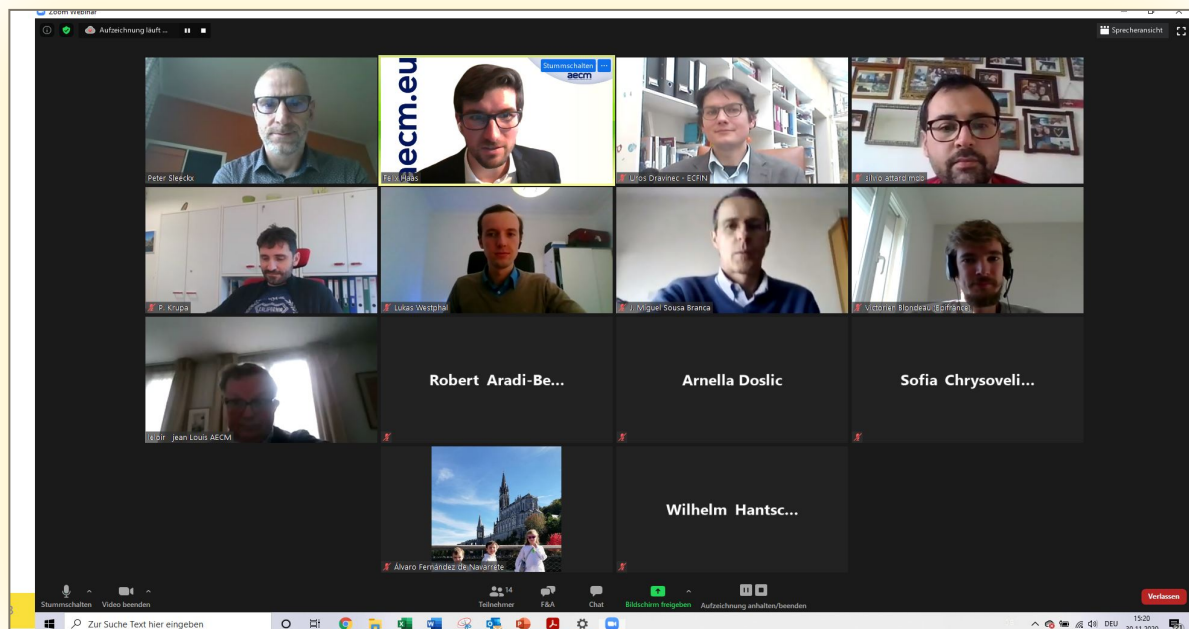 Zoom Webinar
Aufzeichnung läuft ...
Sprecheransicht
aecm.eu
Stummschalten ...
aecm
Peter Sleeckx
Felix Haas
Uros Dravinec - ECFIN
silvio attard mdb
P. Krupa
Lukas Westphal
J. Miguel Sousa Branca
Victorien Blondeau (Bpifrance)
jean Louis AECM
Robert Aradi-Be...
Arnella Doslic
Sofia Chrysoveli...
Álvaro Fernández de Navarrete
Wilhelm Hantsc...
Stummschalten
Video beenden
14
Teilnehmer
F&A
Chat
Bildschirm freigeben
Aufzeichnung anhalten/beenden
Verlassen
Zur Suche Text hier eingeben
DEU
15:20